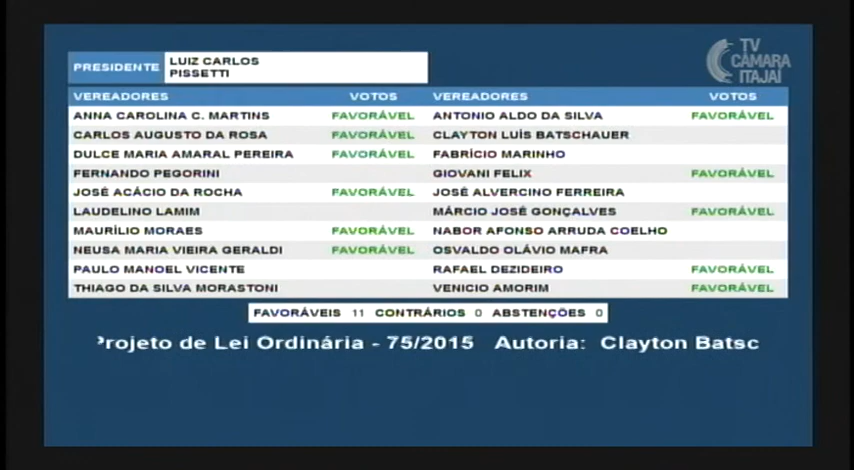 PRESIDENTE
LUIZ CARLOS
PISSETTI
TV
CÂMARA
ITAJAÍ
VEREADORES VOTOS VEREADORES VOTOS
ANNA CAROLINA C. MARTINS FAVORÁVEL ANTONIO ALDO DA SILVA FAVORÁVEL
CARLOS AUGUSTO DA ROSA FAVORÁVEL CLAYTON LUÍS BATSCHAUER
DULCE MARIA AMARAL PEREIRA FAVORÁVEL FABRÍCIO MARINHO
FERNANDO PEGORINI GIOVANI FELIX FAVORÁVEL
JOSÉ ACÁCIO DA ROCHA FAVORÁVEL JOSÉ ALVERCINO FERREIRA
LAUDELINO LAMIM MÁRCIO JOSÉ GONÇALVES FAVORÁVEL
MAURÍLIO MORAES FAVORÁVEL NABOR AFONSO ARRUDA COELHO
NEUSA MARIA VIEIRA GERALDI FAVORÁVEL OSVALDO OLÁVIO MAFRA
PAULO MANOEL VICENTE RAFAEL DEZIDEIRO FAVORÁVEL
THIAGO DA SILVA MORASTONI VENICIO AMORIM FAVORÁVEL
FAVORÁVEIS 11 CONTRÁRIOS 0 ABSTENÇÕES 0
Projeto de Lei Ordinária - 75/2015 Autoria: Clayton Batsc